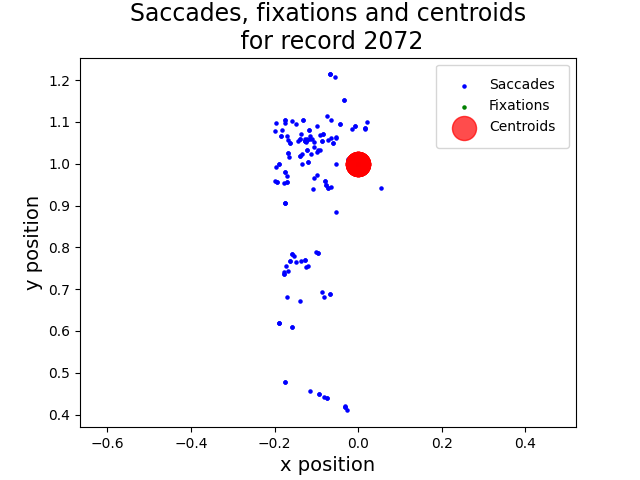 Saccades, fixations and centroids
for record 2072
Saccades
Fixations
Centroids
y position
1.2
1.1
1.0
0.9
0.8
0.7
0.6
0.5
0.4
−0.6 −0.4 −0.2 0.0 0.2 0.4
x position